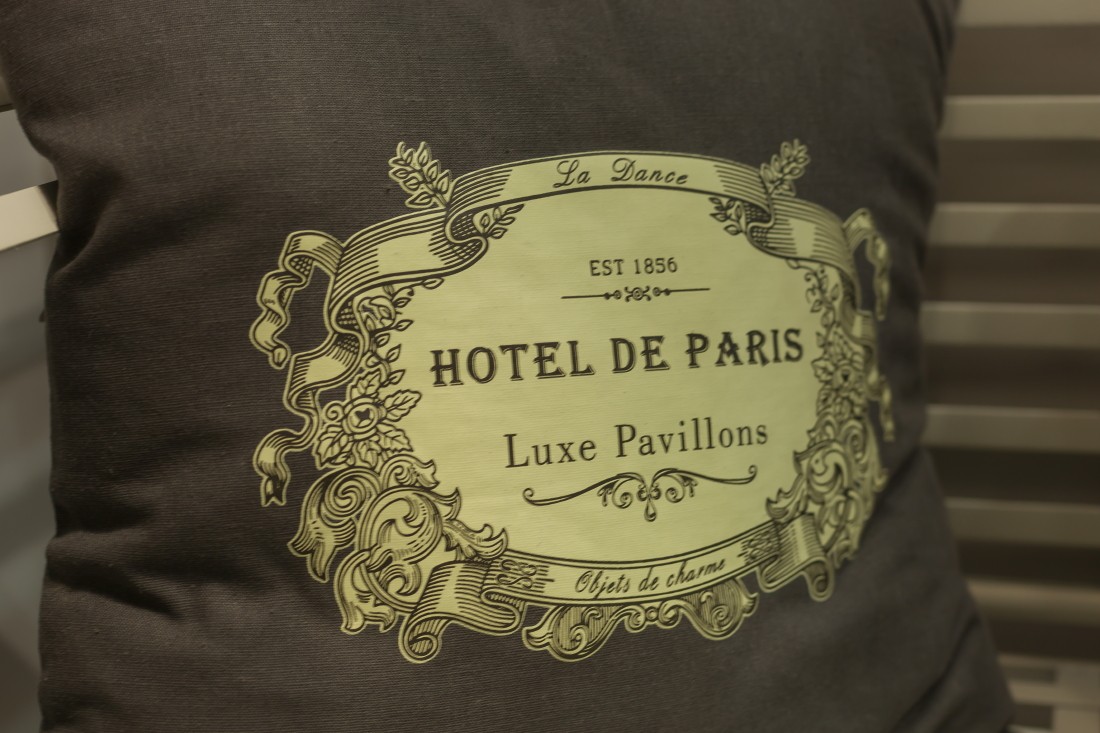 La Dance
EST 1856
HOTEL DE PARIS
Luxe Pavillons
Objets de charme